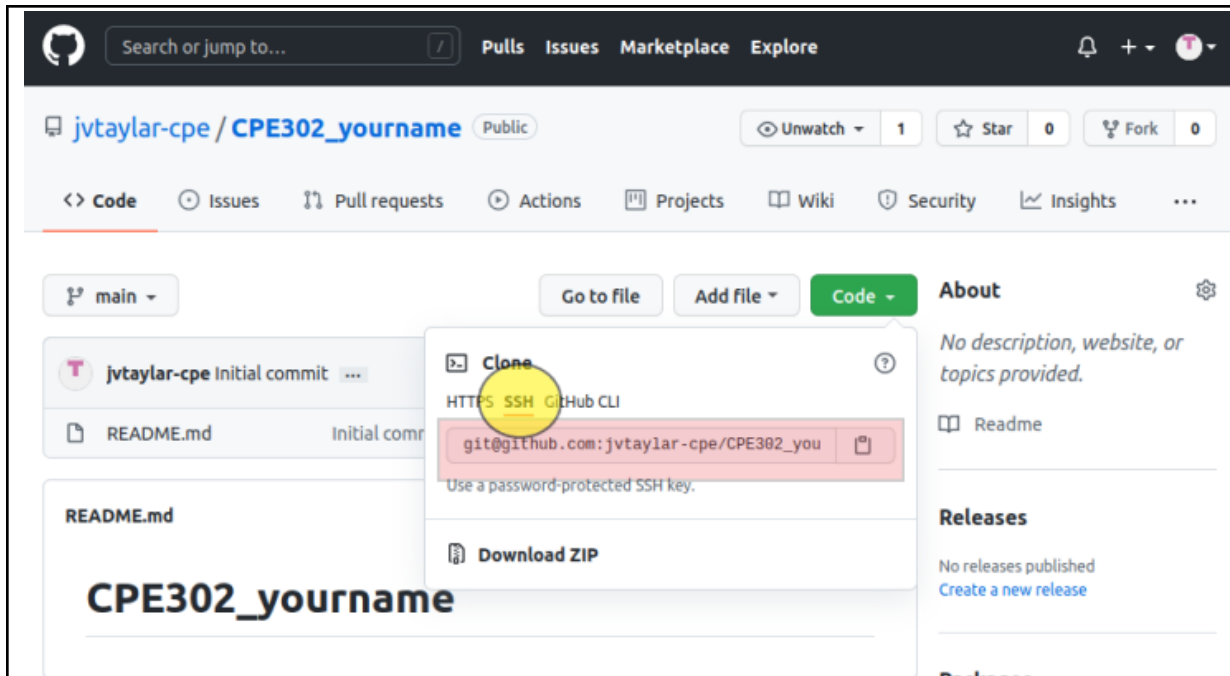 Search or jump to... / Pulls Issues Marketplace Explore
jvtaylar-cpe / CPE302_yourname Public Unwatch 1 Star 0 Fork 0
Code Issues Pull requests Actions Projects Wiki Security Insights ...
main Go to file Add file Code About
No description, website, or
topics provided.
Clone
jvtaylar-cpe Initial commit ...
HTTPS SSH GitHub CLI
README.md Initial Readme
git@github.com:jvtaylar-cpe/CPE302_you
Use a password-protected SSH key.
README.md Releases
Download ZIP
No releases published
Create a new release
CPE302_yourname